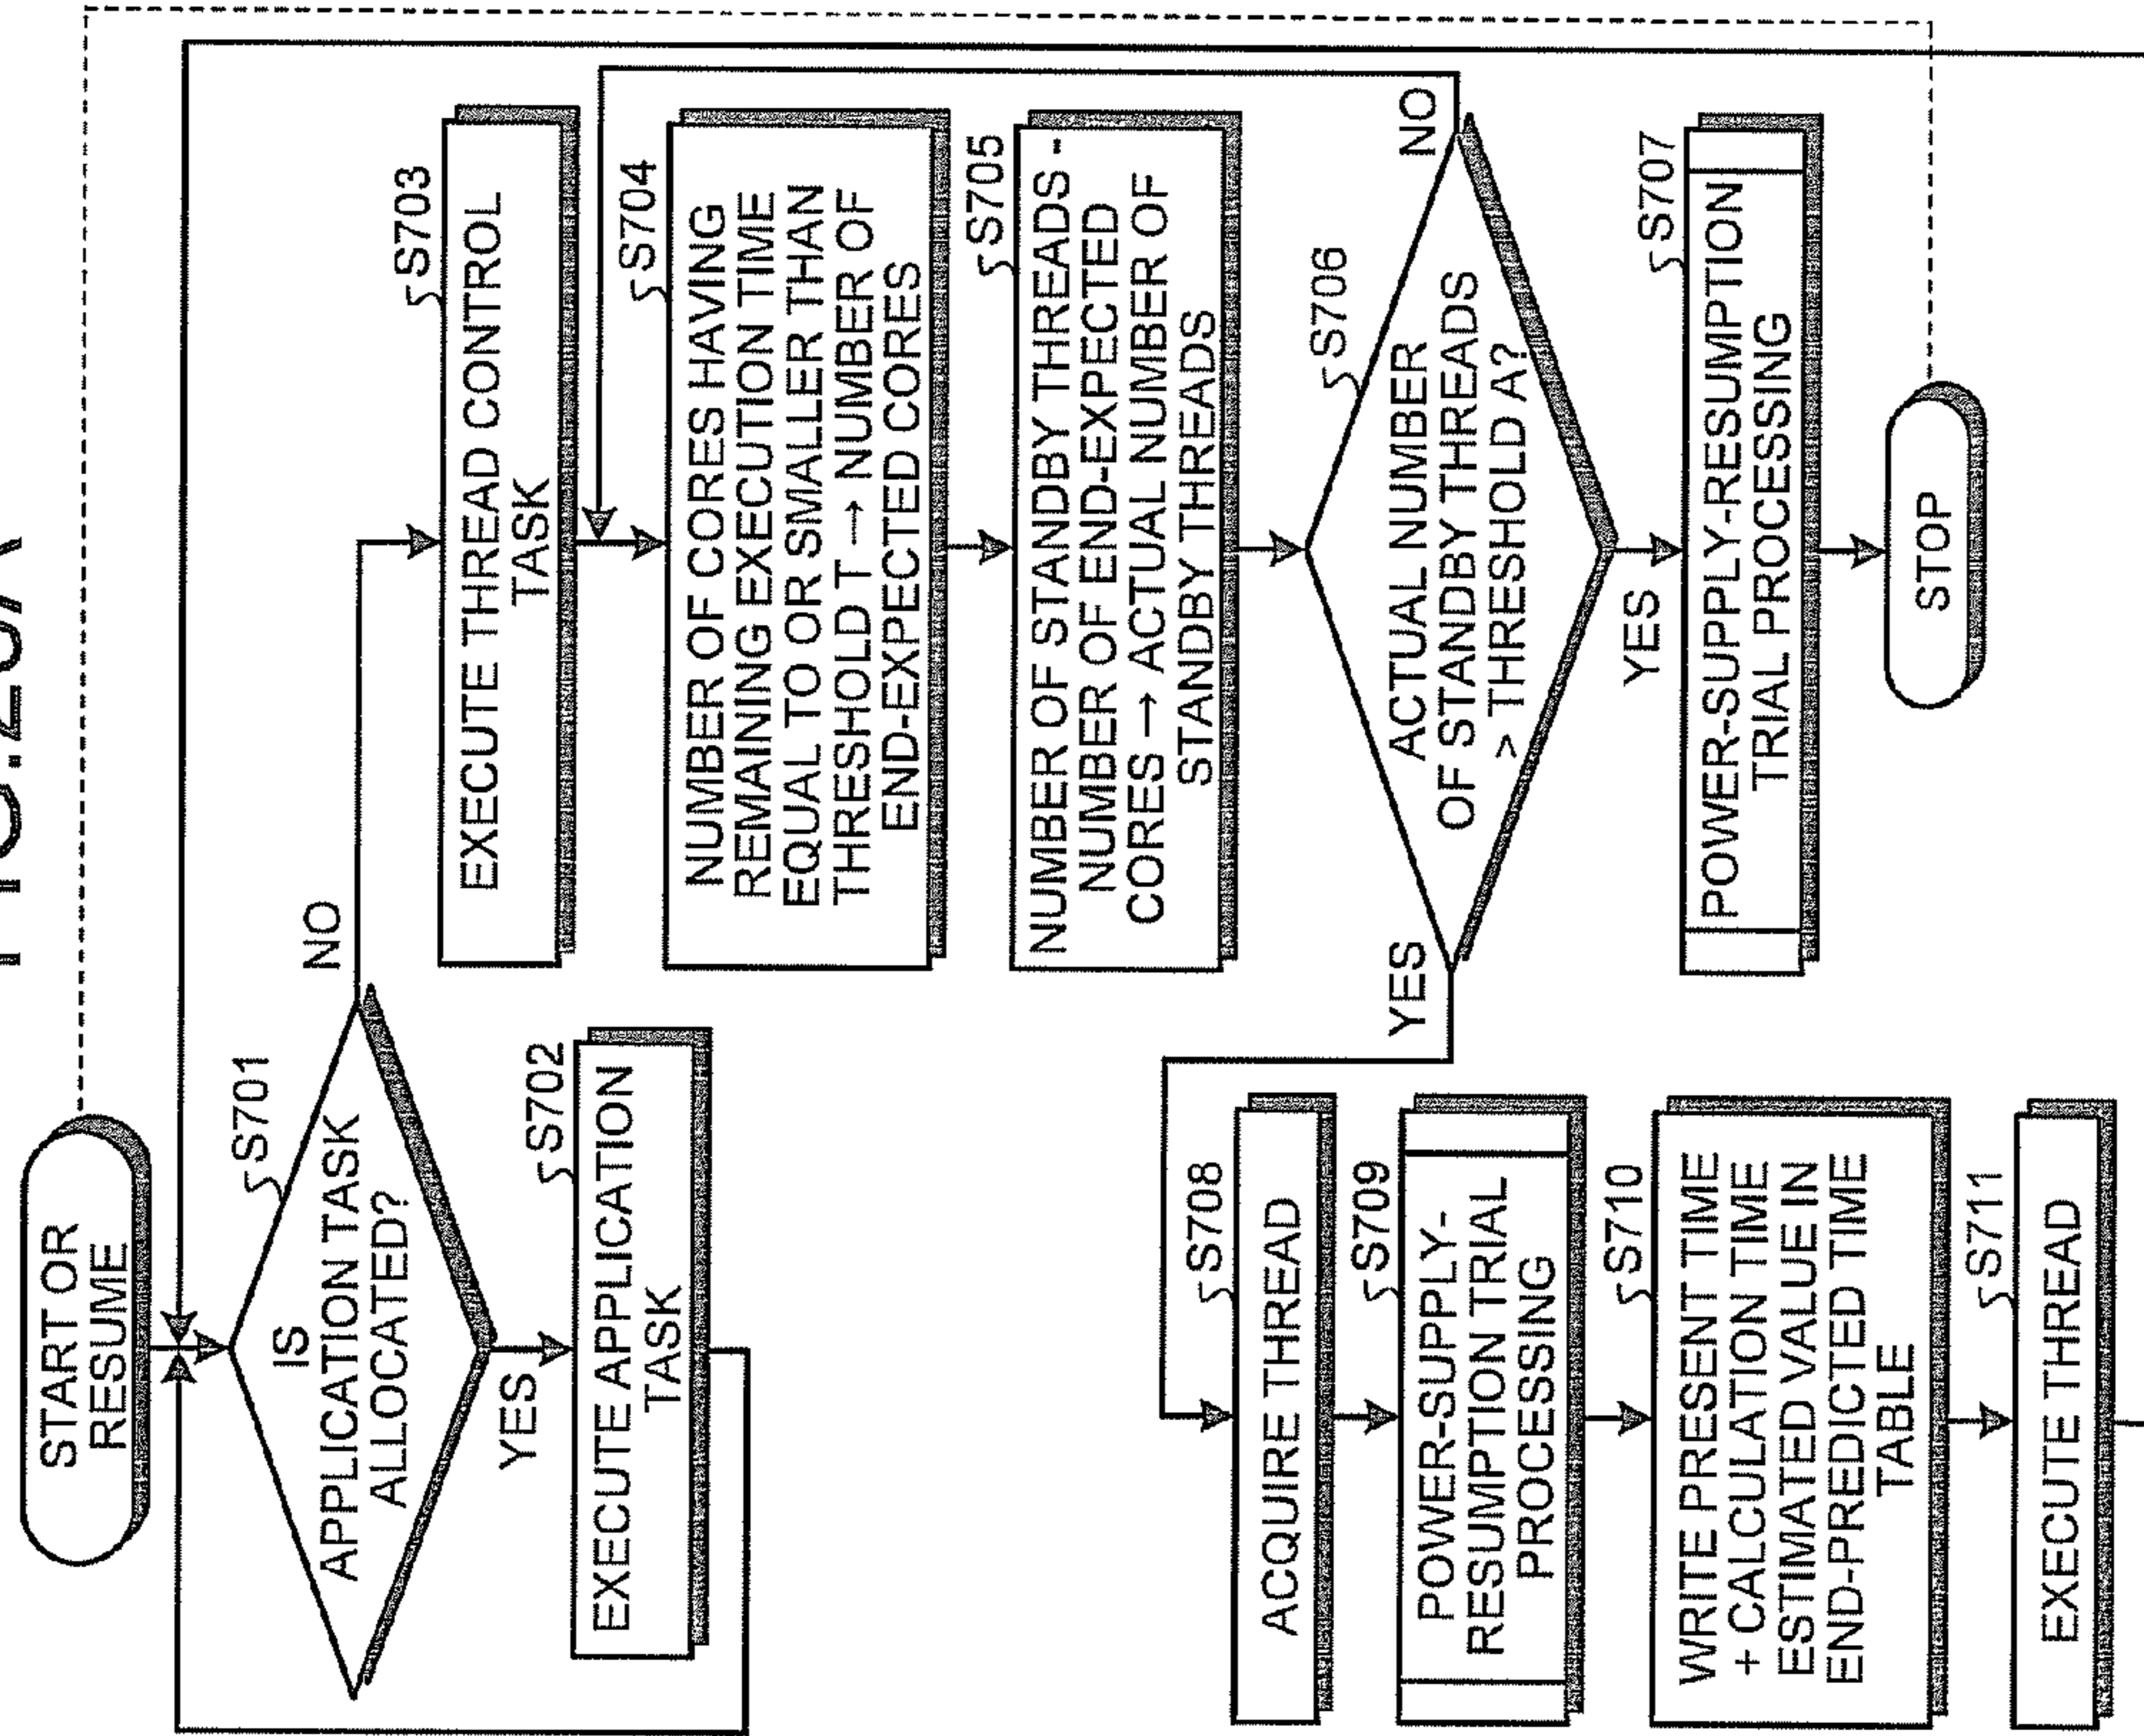 START OR
RESUME
S701
IS
APPLICATION TASK
ALLOCATED?
NO
YES
S702
EXECUTE APPLICATION
TASK
S703
EXECUTE THREAD CONTROL
TASK
S704
NUMBER OF CORES HAVING
REMAINING EXECUTION TIME
EQUAL TO OR SMALLER THAN
THRESHOLD T → NUMBER OF
END-EXPECTED CORES
S705
NUMBER OF STANDBY THREADS -
NUMBER OF END-EXPECTED
CORES → ACTUAL NUMBER OF
STANDBY THREADS
S706
ACTUAL NUMBER
OF STANDBY THREADS
> THRESHOLD A?
NO
YES
YES
S707
POWER-SUPPLY-RESUMPTION
TRIAL PROCESSING
STOP
S708
ACQUIRE THREAD
S709
POWER-SUPPLY-
RESUMPTION TRIAL
PROCESSING
S710
WRITE PRESENT TIME
+ CALCULATION TIME
ESTIMATED VALUE IN
END-PREDICTED TIME
TABLE
S711
EXECUTE THREAD